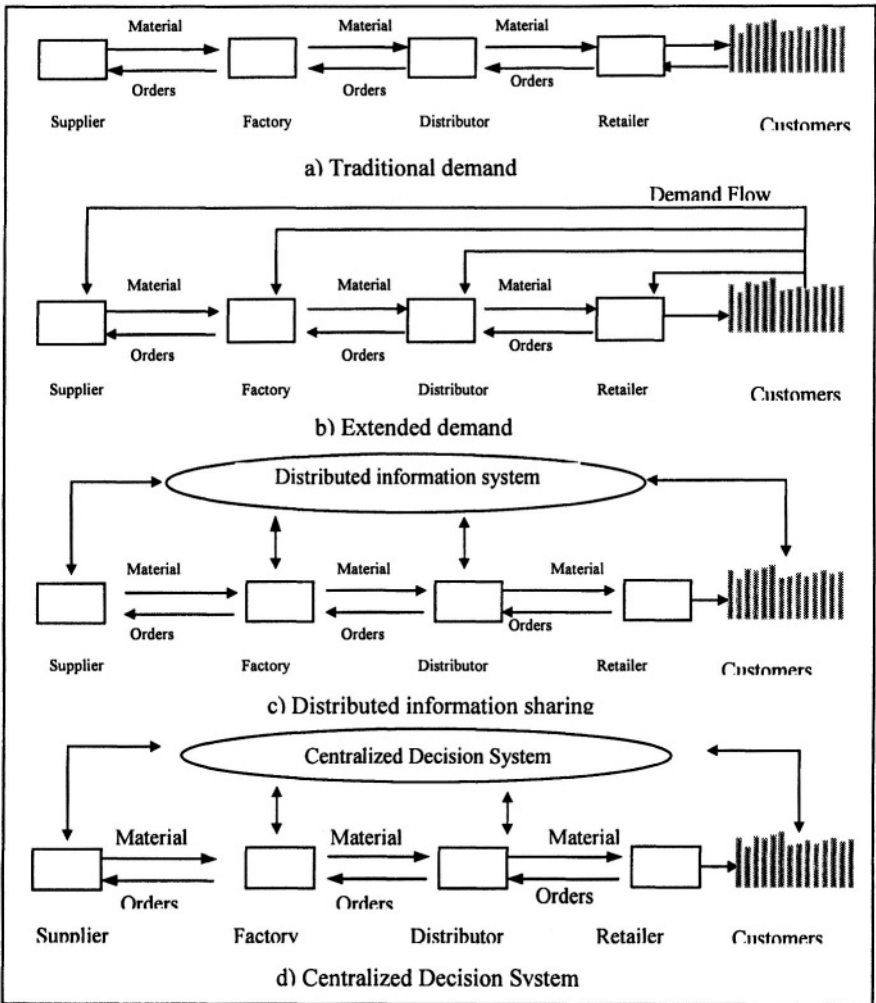 Material Material Material
Orders Orders Orders
Supplier Factory Distributor Retailer Customers
a) Traditional demand
Demand Flow
Material Material Material
Orders Orders Orders
Supplier Factory Distributor Retailer Customers
b) Extended demand
Distributed information system
Material Material Material
Orders Orders Orders
Supplier Factory Distributor Retailer Customers
c) Distributed information sharing
Centralized Decision System
Material Material Material
Orders Orders Orders
Supplier Factory Distributor Retailer Customers
d) Centralized Decision System